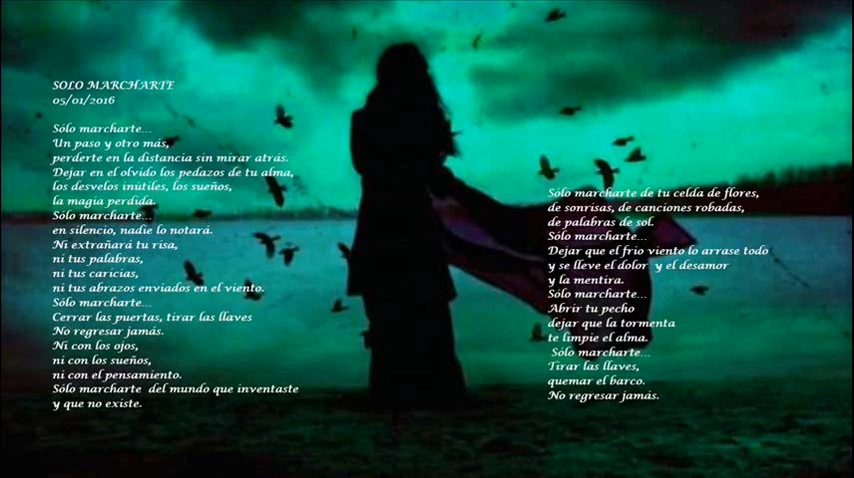 SOLO MARCHARTE
05/01/2016
Sólo marcharte...
Un paso y otro más,
perderte en la distancia sin mirar atrás.
Dejar en el olvido los pedazos de tu alma,
los desvelos inútiles, los sueños,
la magia perdida.
Sólo marcharte...
en silencio, nadie lo notará.
Ni extrañará tu risa,
ni tus palabras,
ni tus caricias,
ni tus abrazos enviados en el viento.
Sólo marcharte...
Cerrar las puertas, tirar las llaves
No regresar jamás.
Ni con los ojos,
ni con los sueños,
ni con el pensamiento.
Sólo marcharte del mundo que inventaste
y que no existe.
Sólo marcharte de tu celda de flores,
de sonrisas, de canciones robadas,
de palabras de sol.
Sólo marcharte...
Dejar que el frío viento lo arrase todo
y se lleve el dolor y el desamor
y la mentira.
Sólo marcharte...
Abrir tu pecho
dejar que la tormenta
te limpie el alma.
Sólo marcharte...
Tirar las llaves,
quemar el barco.
No regresar jamás.